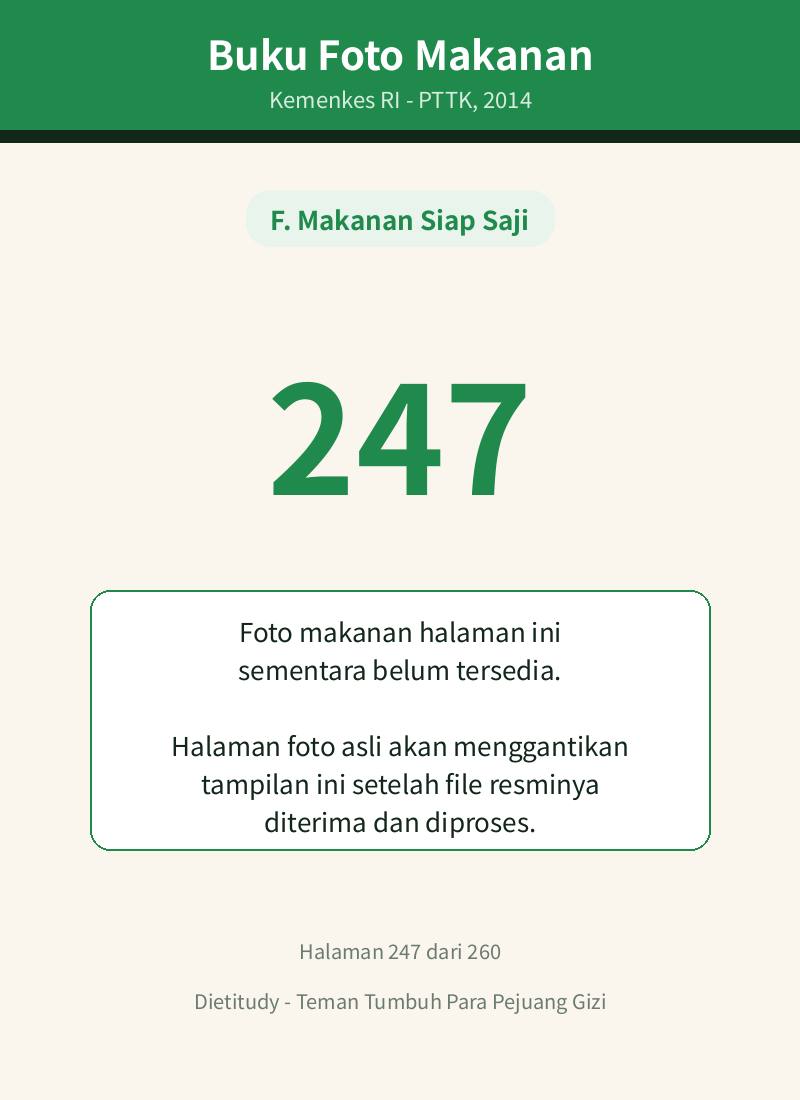 Buku Foto Makanan
Kemenkes RI - PTTK, 2014
F. Makanan Siap Saji
247
Foto makanan halaman ini
sementara belum tersedia.
Halaman foto asli akan menggantikan
tampilan ini setelah file resminya
diterima dan diproses.
Halaman 247 dari 260
Dietitudy - Teman Tumbuh Para Pejuang Gizi